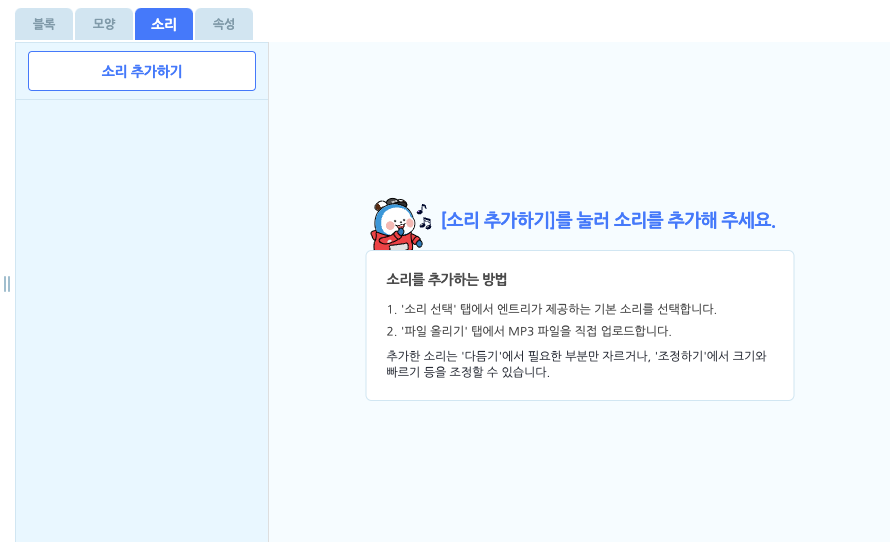 블록
모양
소리
속성
소리 추가하기
[소리 추가하기]를 눌러 소리를 추가해 주세요.
소리를 추가하는 방법
1. '소리 선택' 탭에서 엔트리가 제공하는 기본 소리를 선택합니다.
2. '파일 올리기' 탭에서 MP3 파일을 직접 업로드합니다.
추가한 소리는 '다듬기'에서 필요한 부분만 자르거나, '조정하기'에서 크기와
빠르기 등을 조정할 수 있습니다.